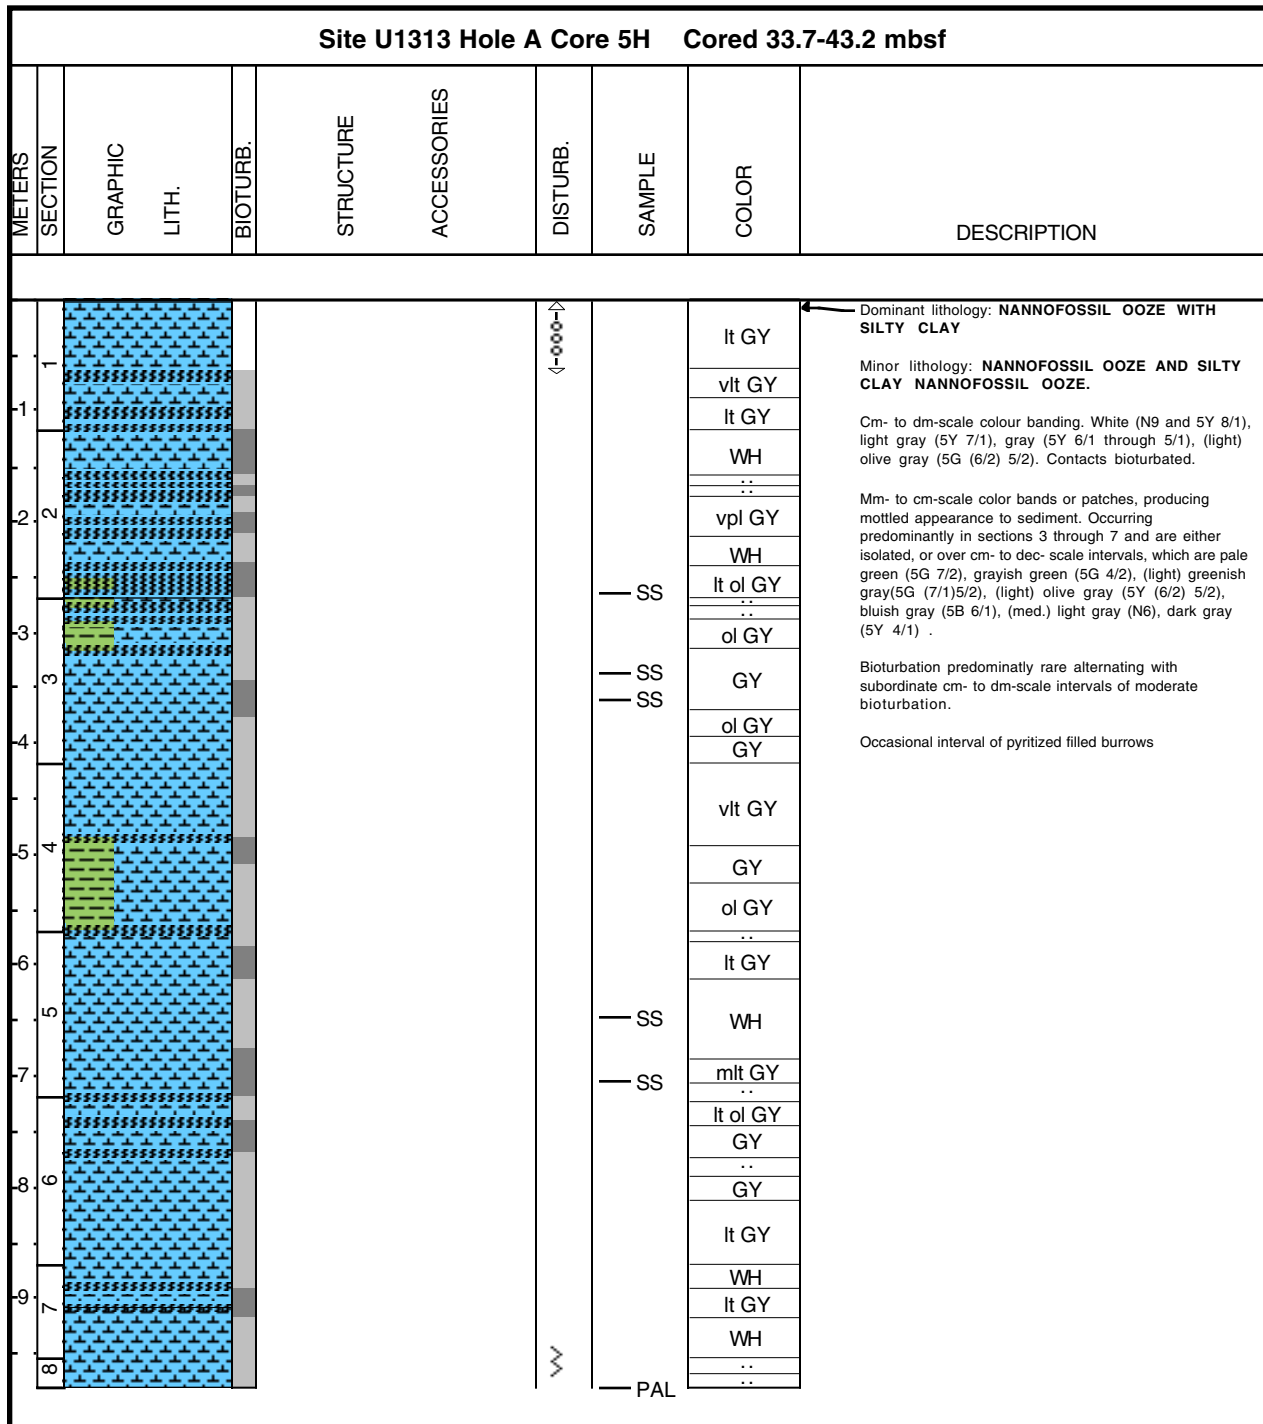 Site U1313 Hole A Core 5H Cored 33.7-43.2 mbsf
METERS
SECTION
GRAPHIC
LITH.
BIOTURB.
STRUCTURE
ACCESSORIES
DISTURB.
SAMPLE
COLOR
DESCRIPTION
1
2
3
4
5
6
7
8
9
1
2
3
4
5
6
7
8
SS
SS
SS
SS
SS
PAL
lt GY
vlt GY
lt GY
WH
..
..
vpl GY
WH
lt ol GY
..
..
ol GY
GY
ol GY
GY
vlt GY
GY
ol GY
..
lt GY
WH
mlt GY
..
lt ol GY
GY
..
GY
lt GY
WH
lt GY
WH
..
..
Dominant lithology: NANNOFOSSIL OOZE WITH
SILTY CLAY
Minor lithology: NANNOFOSSIL OOZE AND SILTY
CLAY NANNOFOSSIL OOZE.
Cm- to dm-scale colour banding. White (N9 and 5Y 8/1),
light gray (5Y 7/1), gray (5Y 6/1 through 5/1), (light)
olive gray (5G (6/2) 5/2). Contacts bioturbated.
Mm- to cm-scale color bands or patches, producing
mottled appearance to sediment. Occurring
predominantly in sections 3 through 7 and are either
isolated, or over cm- to dec- scale intervals, which are pale
green (5G 7/2), grayish green (5G 4/2), (light) greenish
gray(5G (7/1)5/2), (light) olive gray (5Y (6/2) 5/2),
bluish gray (5B 6/1), (med.) light gray (N6), dark gray
(5Y 4/1) .
Bioturbation predominatly rare alternating with
subordinate cm- to dm-scale intervals of moderate
bioturbation.
Occasional interval of pyritized filled burrows